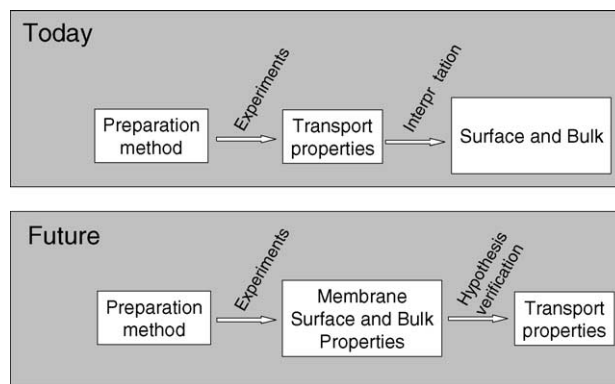 Today
Experiments
Interpr tation
Preparation
method
Transport
properties
Surface and Bulk
Future
Experiments
Hypothesis
verification
Preparation
method
Membrane
Surface and Bulk
Properties
Transport
properties